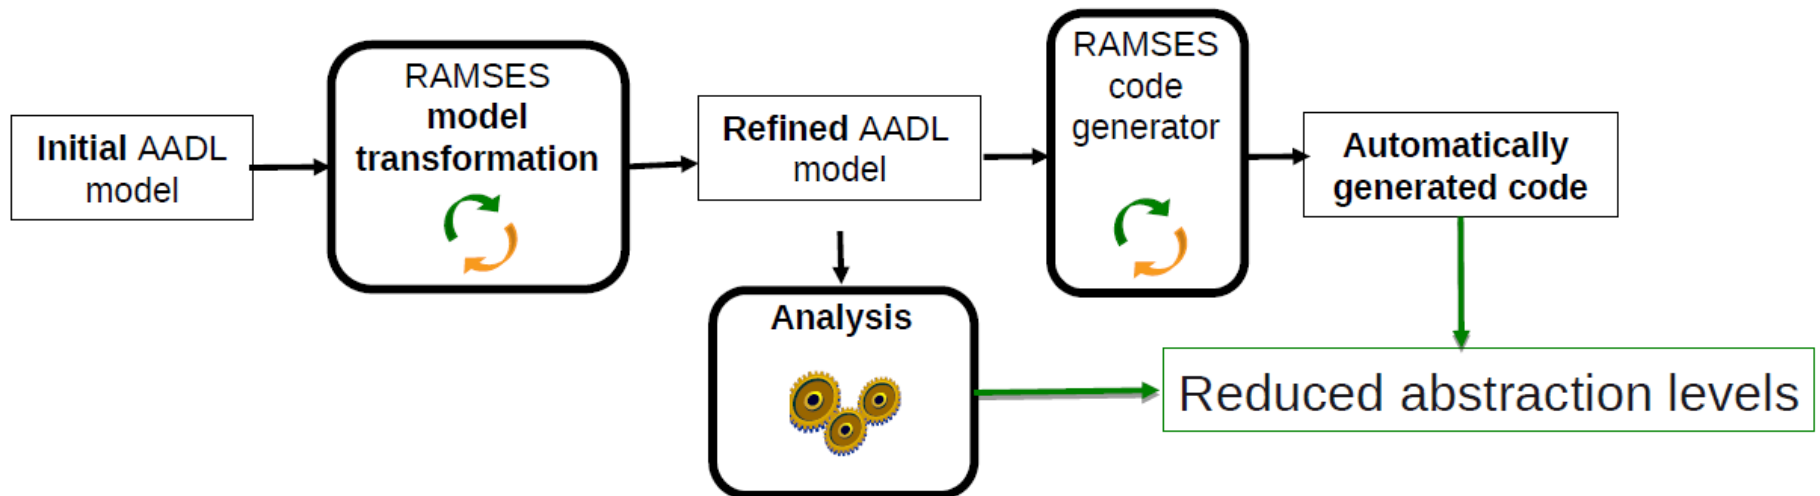 Initial AADL
model
RAMSES
model
transformation
Refined AADL
model
RAMSES
code
generator
Automatically
generated code
Analysis
Reduced abstraction levels